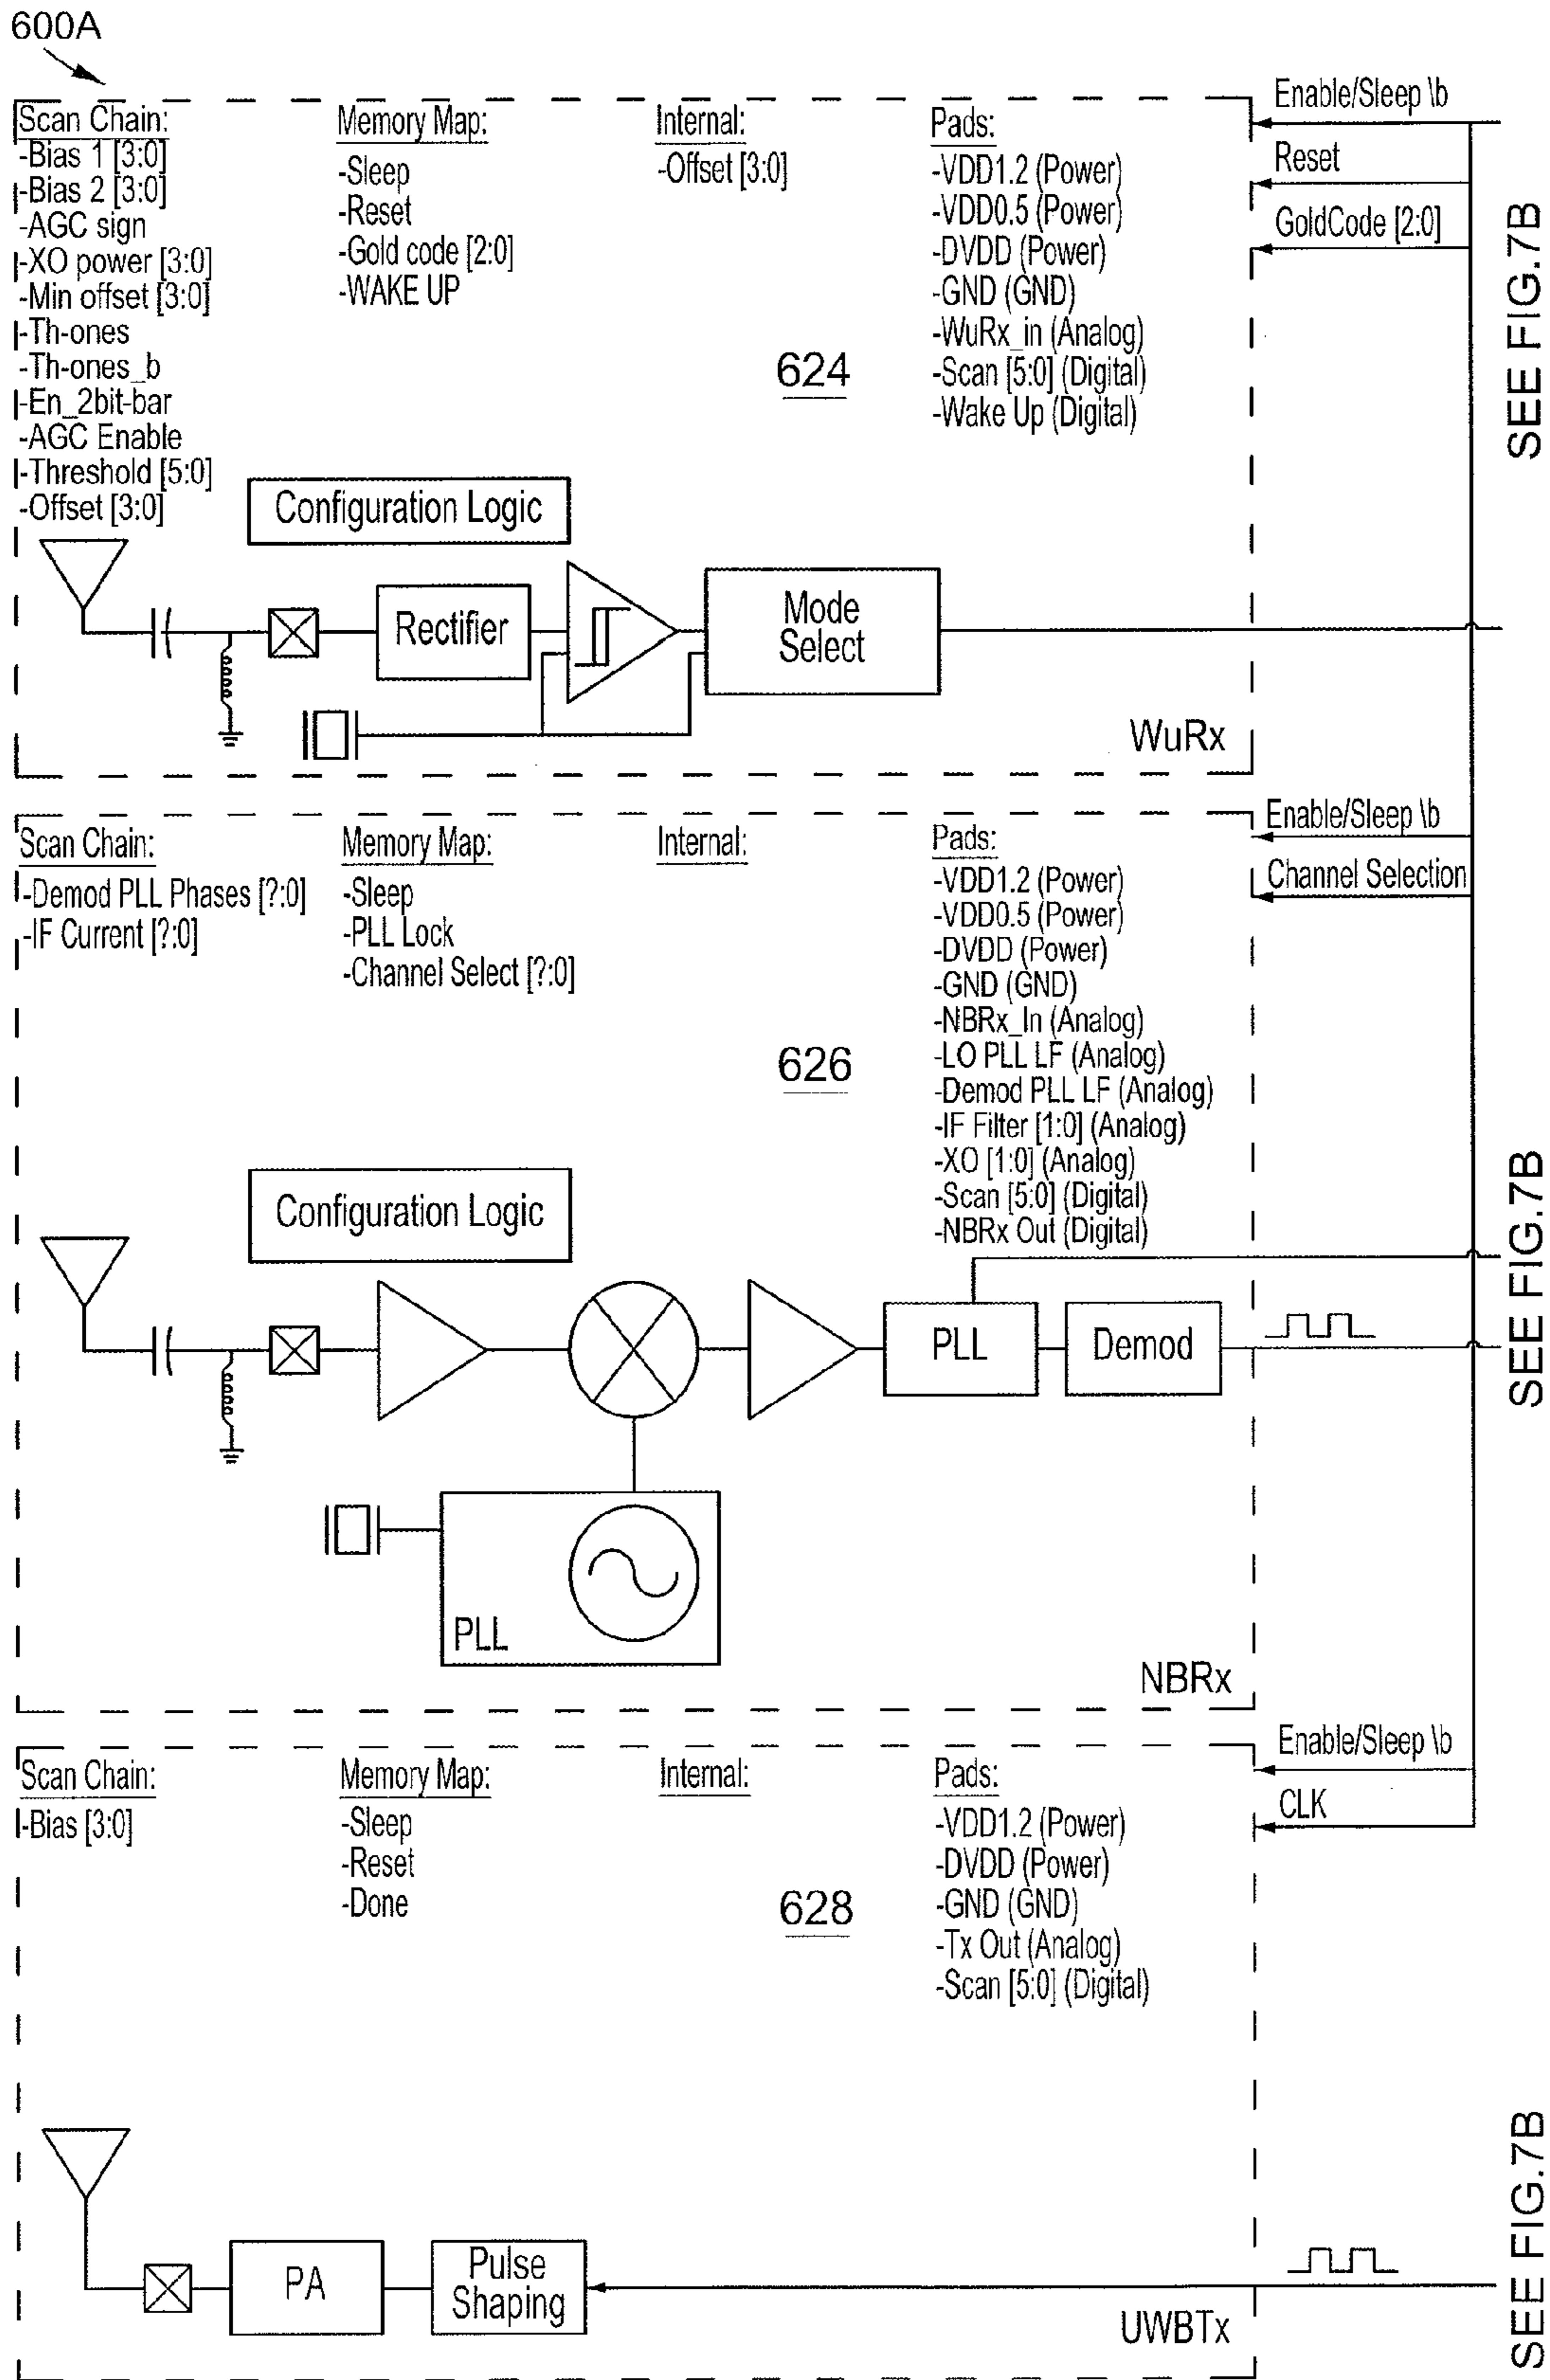 600A
Scan Chain:
-Bias 1 [3:0]
-Bias 2 [3:0]
-AGC sign
-XO power [3:0]
-Min offset [3:0]
-Th-ones
-Th-ones_b
-En_2bit-bar
-AGC Enable
-Threshold [5:0]
-Offset [3:0]
Memory Map:
-Sleep
-Reset
-Gold code [2:0]
-WAKE UP
Internal:
-Offset [3:0]
Pads:
-VDD1.2 (Power)
-VDD0.5 (Power)
-DVDD (Power)
-GND (GND)
-WuRx_in (Analog)
-Scan [5:0] (Digital)
-Wake Up (Digital)
Enable/Sleep \b
Reset
GoldCode [2:0]
SEE FIG.7B
624
Configuration Logic
Rectifier
Mode
Select
WuRx
Scan Chain:
-Demod PLL Phases [?:0]
-IF Current [?:0]
Memory Map:
-Sleep
-PLL Lock
-Channel Select [?:0]
Internal:
Pads:
-VDD1.2 (Power)
-VDD0.5 (Power)
-DVDD (Power)
-GND (GND)
-NBRx_In (Analog)
-LO PLL LF (Analog)
-Demod PLL LF (Analog)
-IF Filter [1:0] (Analog)
-XO [1:0] (Analog)
-Scan [5:0] (Digital)
-NBRx Out (Digital)
Enable/Sleep \b
Channel Selection
626
Configuration Logic
PLL
Demod
SEE FIG.7B
PLL
NBRx
Scan Chain:
-Bias [3:0]
Memory Map:
-Sleep
-Reset
-Done
Internal:
Pads:
-VDD1.2 (Power)
-DVDD (Power)
-GND (GND)
-Tx Out (Analog)
-Scan [5:0] (Digital)
Enable/Sleep \b
CLK
628
PA
Pulse
Shaping
UWBTx
SEE FIG.7B